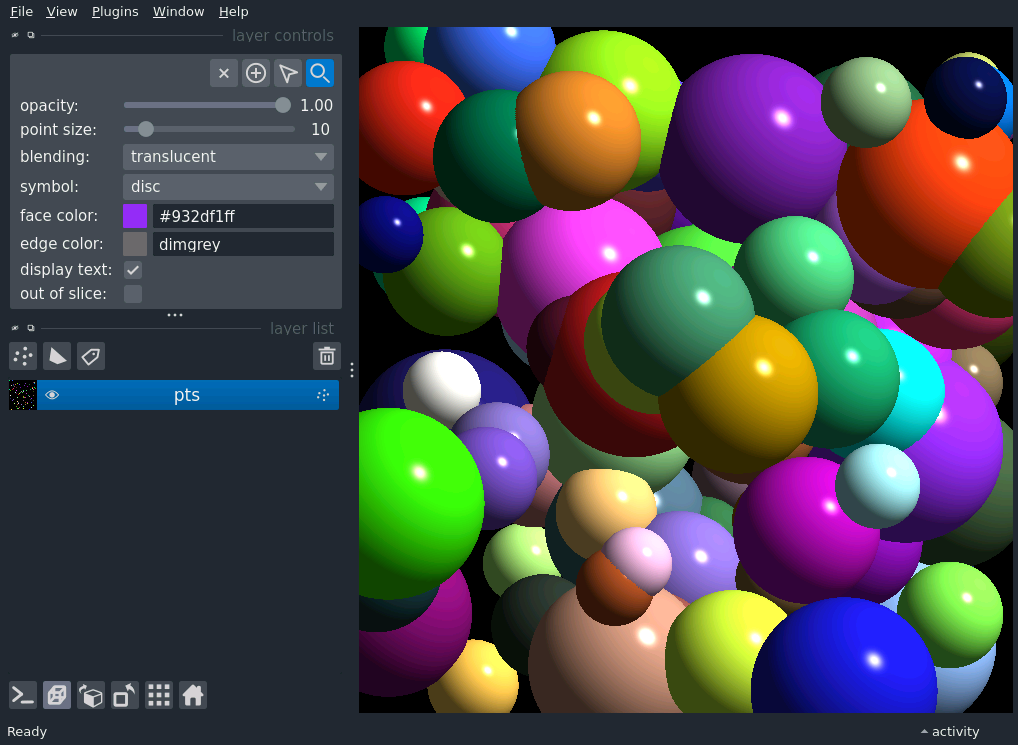 File View Plugins Window Help
layer controls
opacity: 1.00
point size: 10
blending: translucent
symbol: disc
face color: #932df1ff
edge color: dimgrey
display text:
out of slice:
layer list
pts
Ready activity